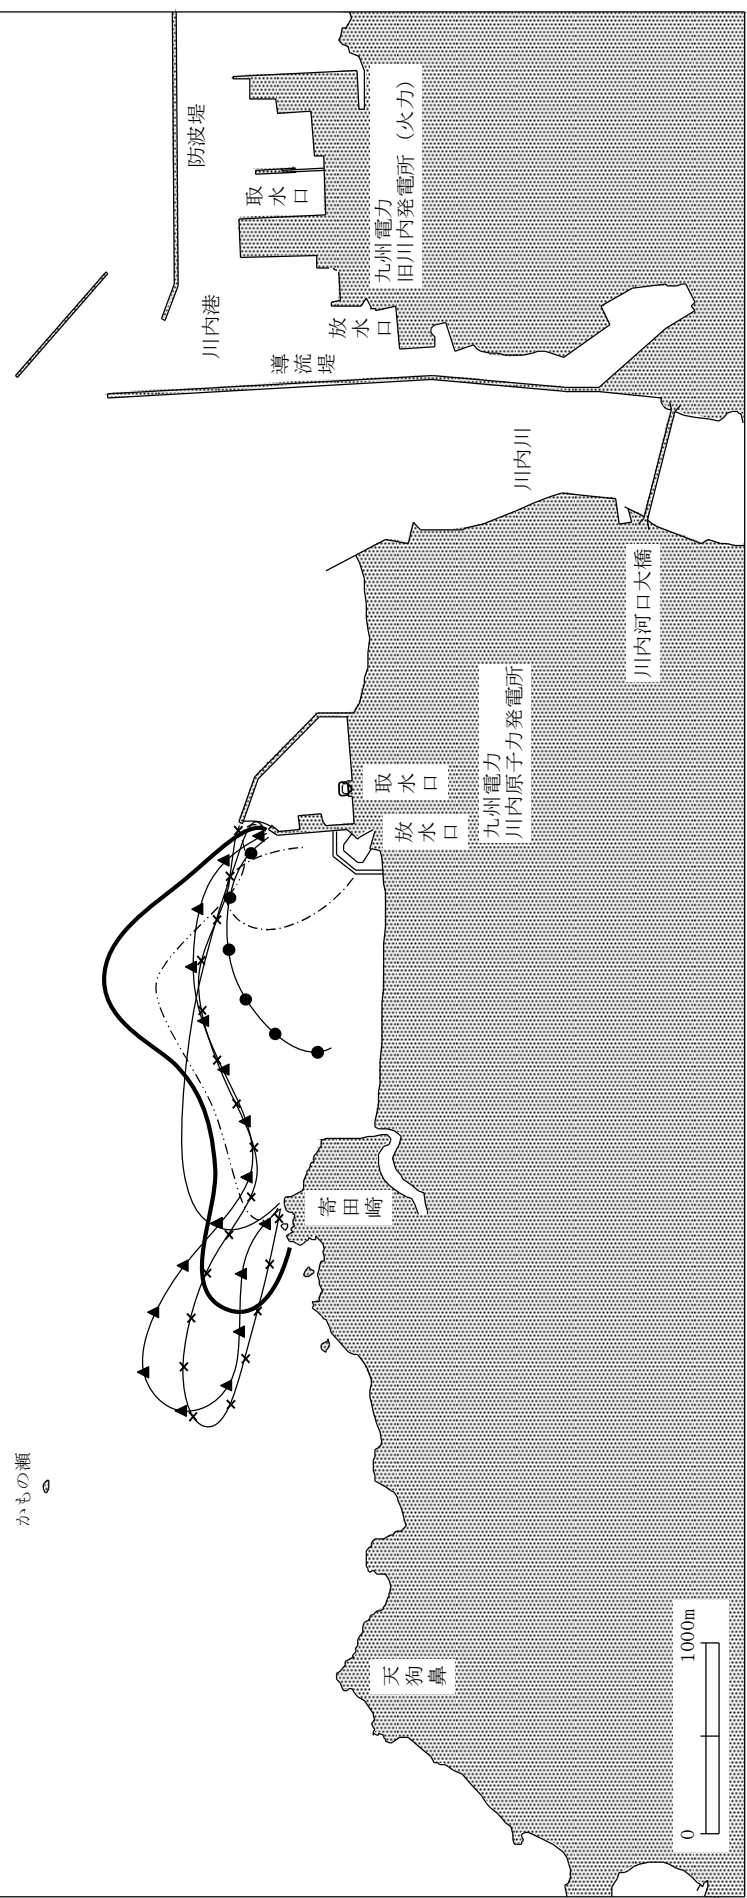 かもの瀬
防波堤
取水口
川内港
九州電力
旧川内発電所（火力）
放水口
導流堤
川内川
川内河口大橋
取水口
九州電力
川内原子力発電所
放水口
寄田崎
天狗鼻
0 1000m